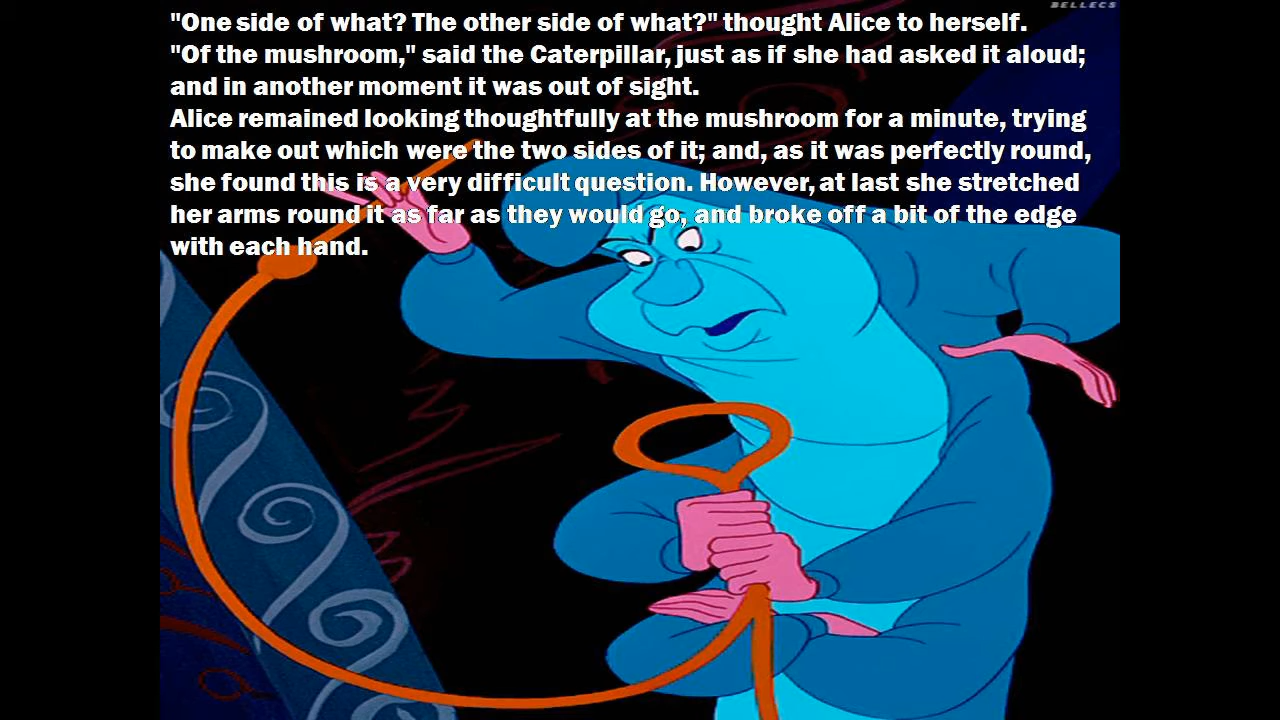 BELLECS
"One side of what? The other side of what?" thought Alice to herself.
"Of the mushroom," said the Caterpillar, just as if she had asked it aloud;
and in another moment it was out of sight.
Alice remained looking thoughtfully at the mushroom for a minute, trying
to make out which were the two sides of it; and, as it was perfectly round,
she found this is a very difficult question. However, at last she stretched
her arms round it as far as they would go, and broke off a bit of the edge
with each hand.